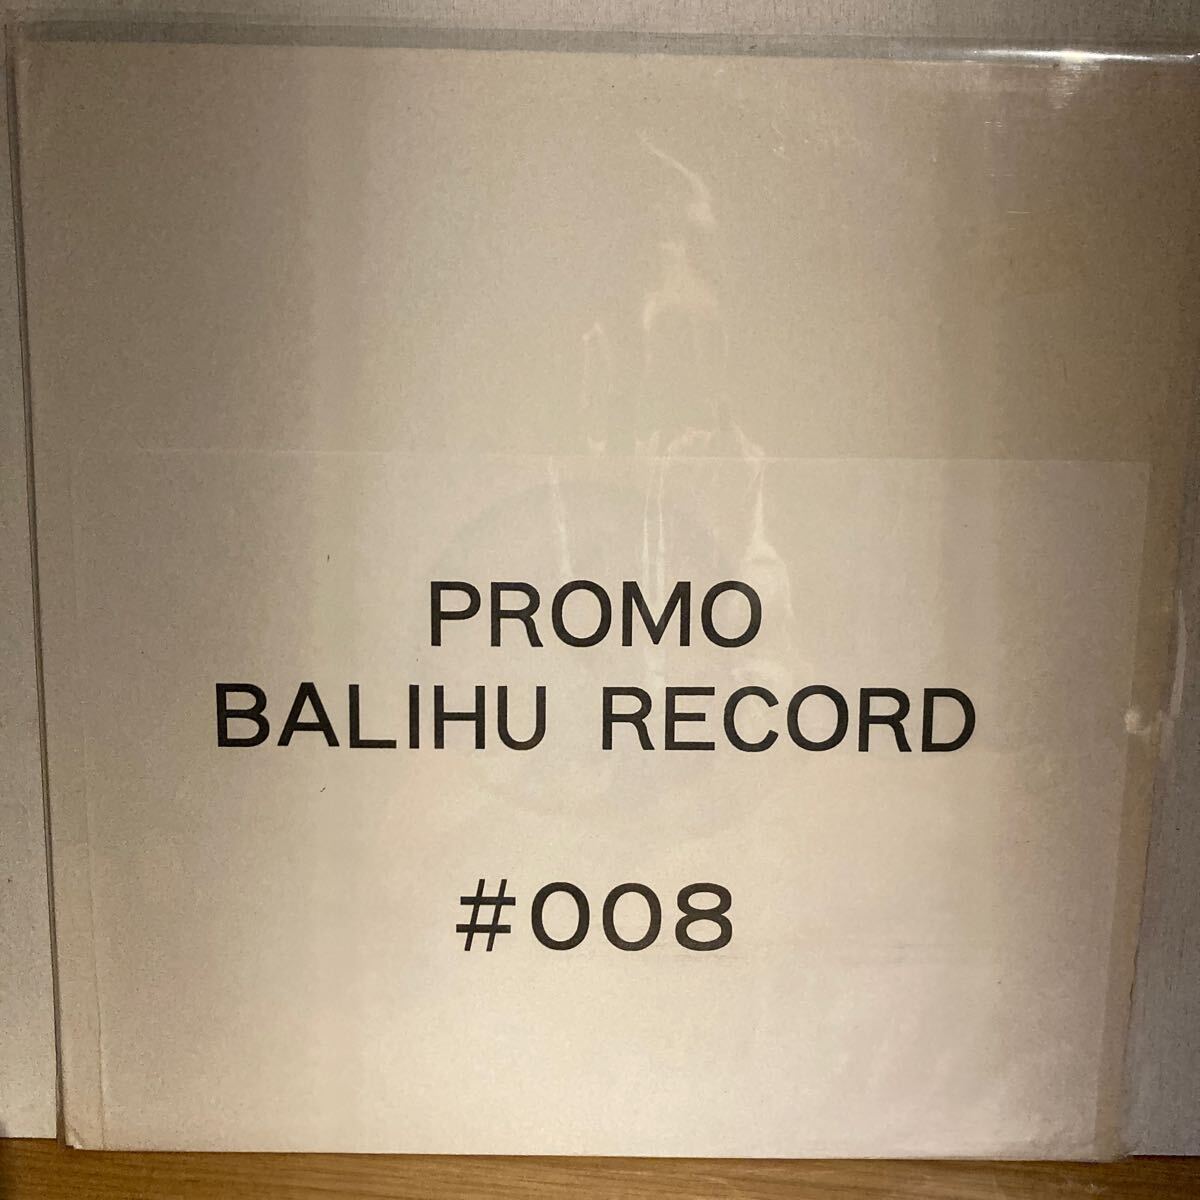 PROMO
BALIHU RECORD
#008